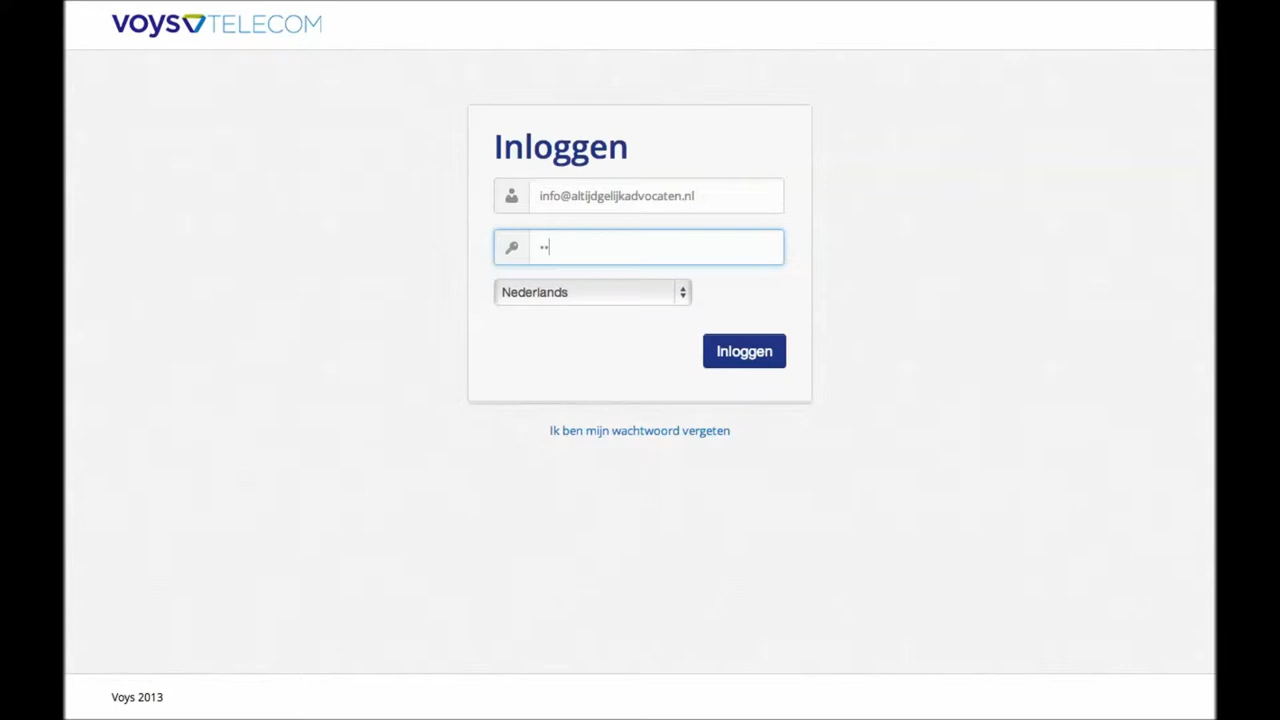 VOYS TELECOM
Inloggen
info@altijdgelijkadvocaten.nl
••
Nederlands
Inloggen
Ik ben mijn wachtwoord vergeten
Voys 2013